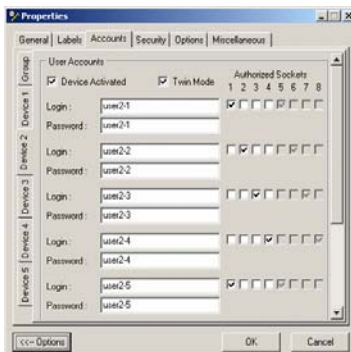 Properties
General Labels Accounts Security Options Miscellaneous
Group
Device 1
Device 2
Device 3
Device 4
Device 5
User Accounts
Device Activated Twin Mode Authorized Sockets
1 2 3 4 5 6 7 8
Login : user2-1
Password : user2-1
Login : user2-2
Password : user2-2
Login : user2-3
Password : user2-3
Login : user2-4
Password : user2-4
Login : user2-5
Password : user2-5
<<-- Options OK Cancel